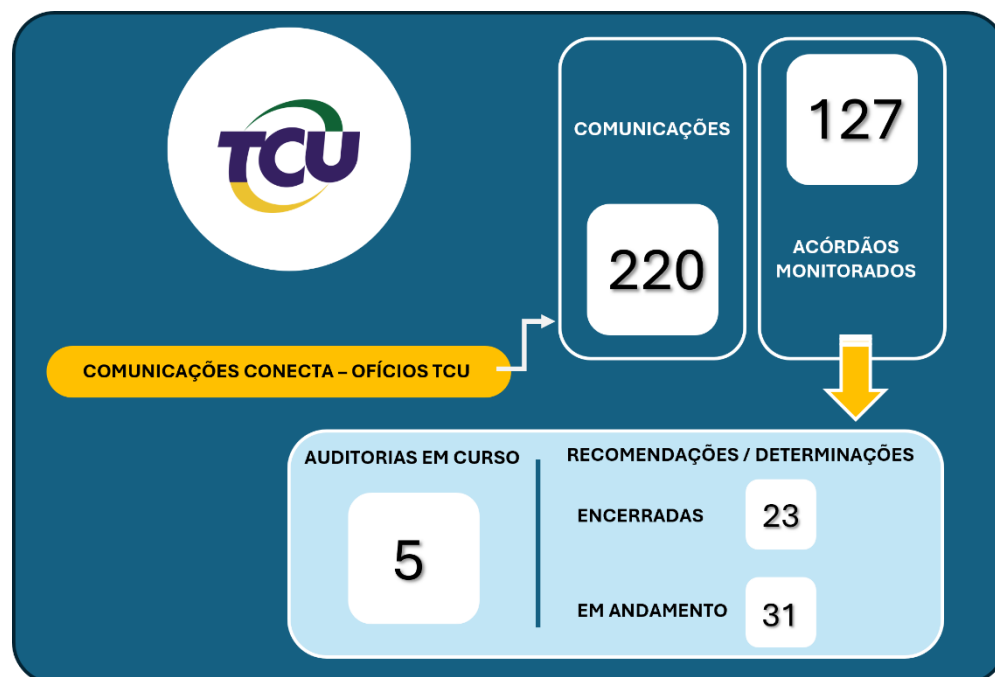 TCU
COMUNICAÇÕES
220
127
ACÓRDÃOS
MONITORADOS
COMUNICAÇÕES CONECTA – OFÍCIOS TCU
AUDITORIAS EM CURSO
5
RECOMENDAÇÕES / DETERMINAÇÕES
ENCERRADAS
23
EM ANDAMENTO
31